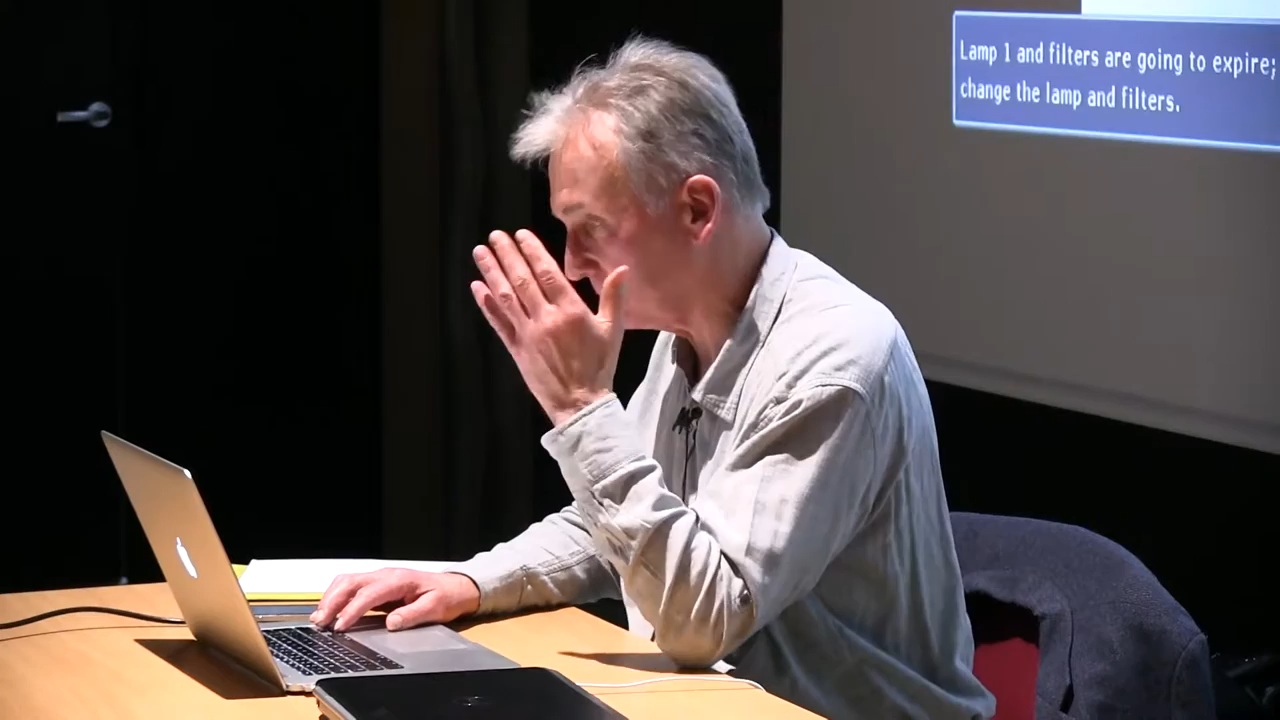 Lamp 1 and filters are going to expire;
change the lamp and filters.